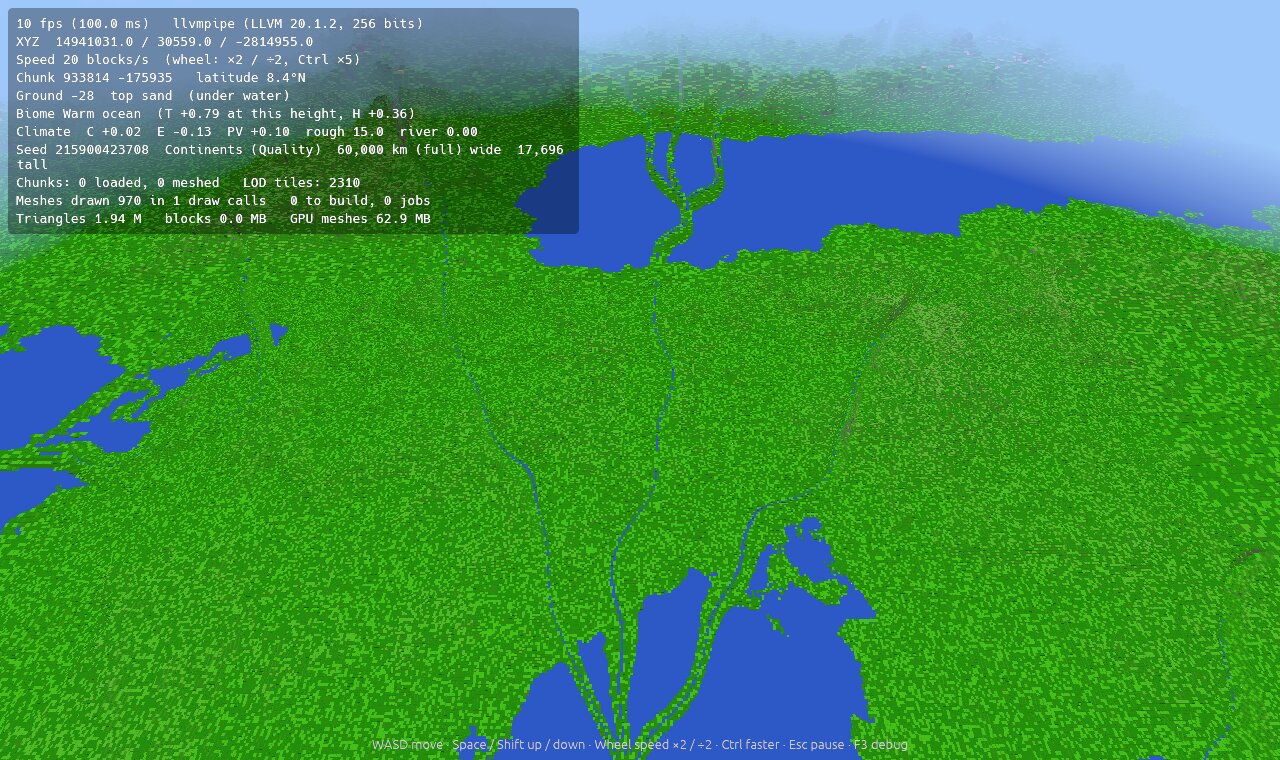 10 fps (100.0 ms)   llvmpipe (LLVM 20.1.2, 256 bits)
XYZ  14941031.0 / 30559.0 / -2814955.0
Speed 20 blocks/s  (wheel: ×2 / ÷2, Ctrl ×5)
Chunk 933814 -175935   latitude 8.4°N
Ground -28  top sand  (under water)
Biome Warm ocean  (T +0.79 at this height, H +0.36)
Climate  C +0.02  E -0.13  PV +0.10  rough 15.0  river 0.00
Seed 215900423708  Continents (Quality)  60,000 km (full) wide  17,696
tall
Chunks: 0 loaded, 0 meshed   LOD tiles: 2310
Meshes drawn 970 in 1 draw calls   0 to build, 0 jobs
Triangles 1.94 M   blocks 0.0 MB   GPU meshes 62.9 MB
WASD move · Space / Shift up / down · Wheel speed ×2 / ÷2 · Ctrl faster · Esc pause · F3 debug